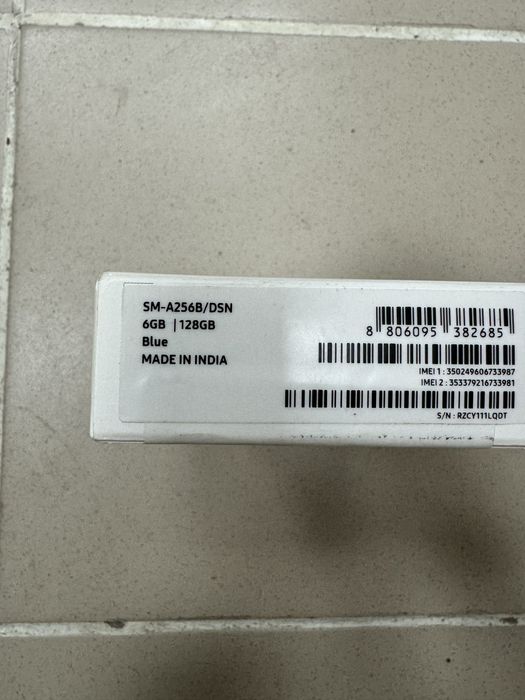 SM-A256B/DSN
6GB | 128GB
Blue
MADE IN INDIA
8 806095 382685
IMEI 1 : 350249606733987
IMEI 2 : 353379216733981
S/N : RZCY111LQDT